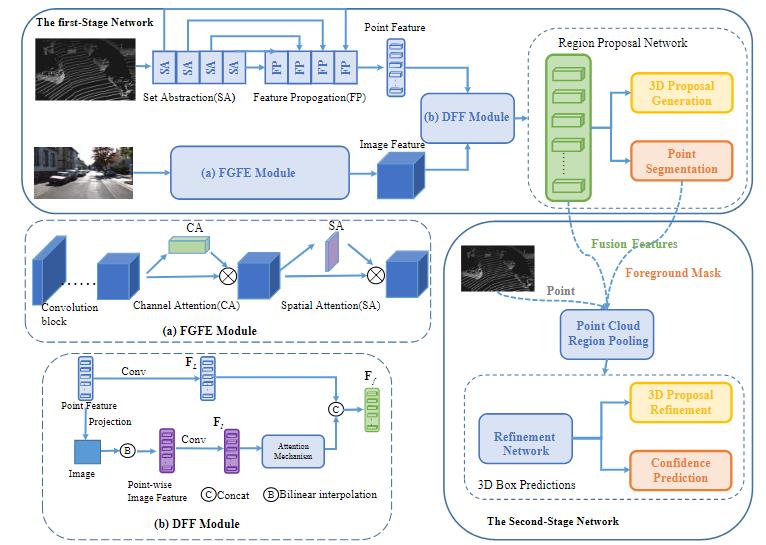 The first-Stage Network
SA
SA
SA
SA
FP
FP
FP
FP
Set Abstraction(SA)
Feature Propogation(FP)
Point Feature
(a) FGFE Module
Image Feature
(b) DFF Module
Region Proposal Network
3D Proposal
Generation
Point
Segmentation
CA
SA
Convolution
block
Channel Attention(CA)
Spatial Attention(SA)
(a) FGFE Module
Fusion Features
Foreground Mask
Point
Point Cloud
Region Pooling
Refinement
Network
3D Proposal
Refinement
Confidence
Prediction
3D Box Predictions
The Second-Stage Network
Point Feature
Conv
F_L
F_f
Projection
Image
B
Conv
F_I
Attention
Mechanism
C
Point-wise
Image Feature
C Concat
B Bilinear interpolation
(b) DFF Module